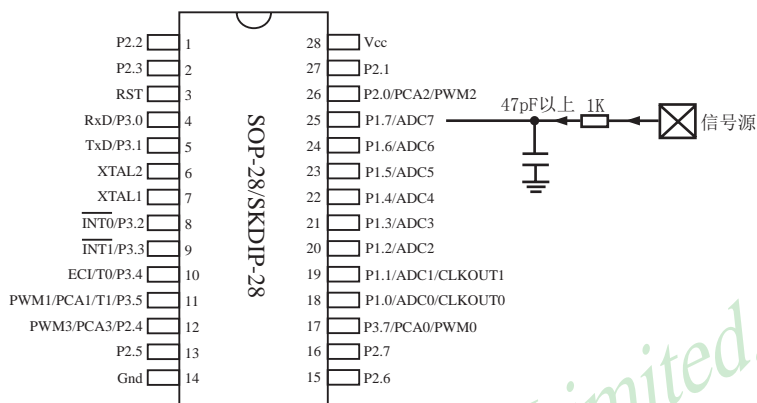 P2.2 1
P2.3 2
RST 3
RxD/P3.0 4
TxD/P3.1 5
XTAL2 6
XTAL1 7
INT0/P3.2 8
INT1/P3.3 9
ECI/T0/P3.4 10
PWM1/PCA1/T1/P3.5 11
PWM3/PCA3/P2.4 12
P2.5 13
Gnd 14
SOP-28/SKDIP-28
28 Vcc
27 P2.1
26 P2.0/PCA2/PWM2
25 P1.7/ADC7
24 P1.6/ADC6
23 P1.5/ADC5
22 P1.4/ADC4
21 P1.3/ADC3
20 P1.2/ADC2
19 P1.1/ADC1/CLKOUT1
18 P1.0/ADC0/CLKOUT0
17 P3.7/PCA0/PWM0
16 P2.7
15 P2.6
47pF以上 1K
信号源
Limited.